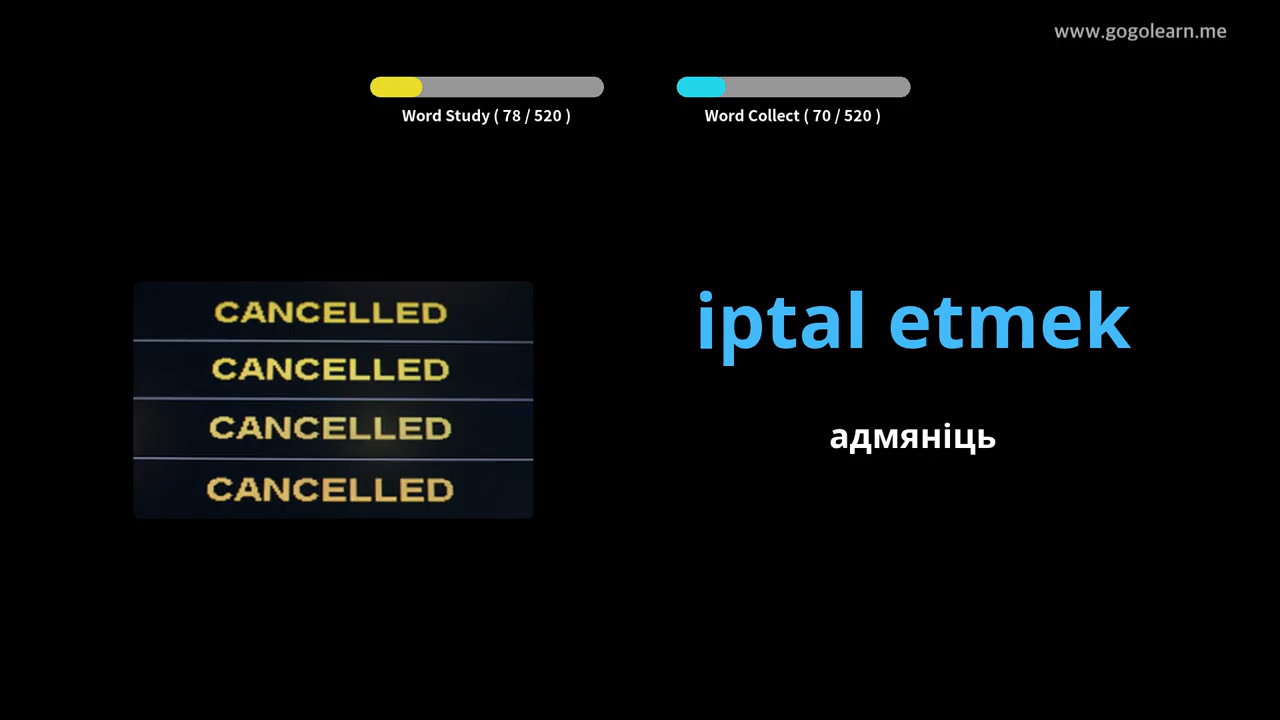 www.gogolearn.me
Word Study ( 78 / 520 )
Word Collect ( 70 / 520 )
CANCELLED
CANCELLED
CANCELLED
CANCELLED
iptal etmek
адмяніць